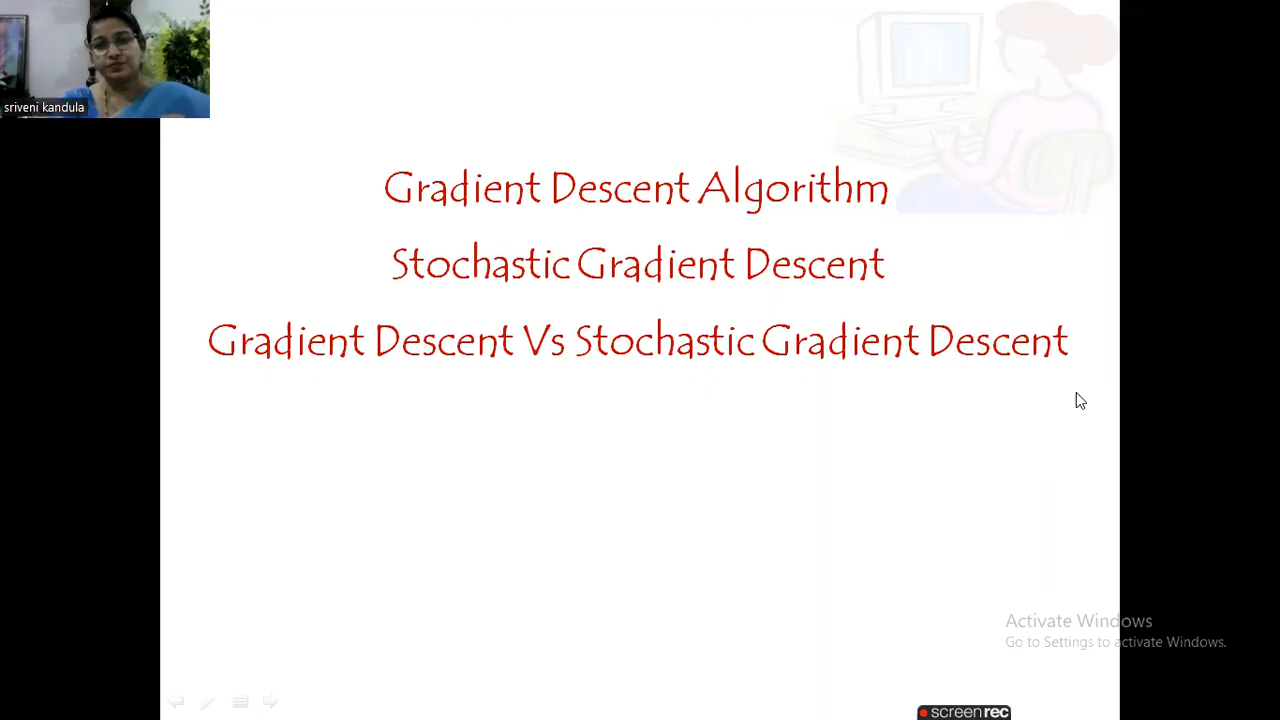 sriveni kandula
Gradient Descent Algorithm
Stochastic Gradient Descent
Gradient Descent Vs Stochastic Gradient Descent
Activate Windows
Go to Settings to activate Windows.
screenrec